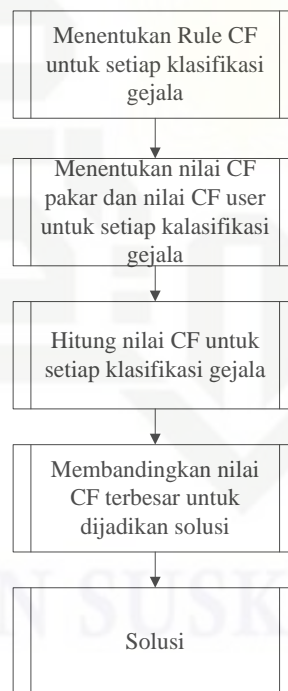 Menentukan Rule CF
untuk setiap klasifikasi
gejala
Menentukan nilai CF
pakar dan nilai CF user
untuk setiap kalasifikasi
gejala
Hitung nilai CF untuk
setiap klasifikasi gejala
Membandingkan nilai
CF terbesar untuk
dijadikan solusi
N SUSK
Solusi